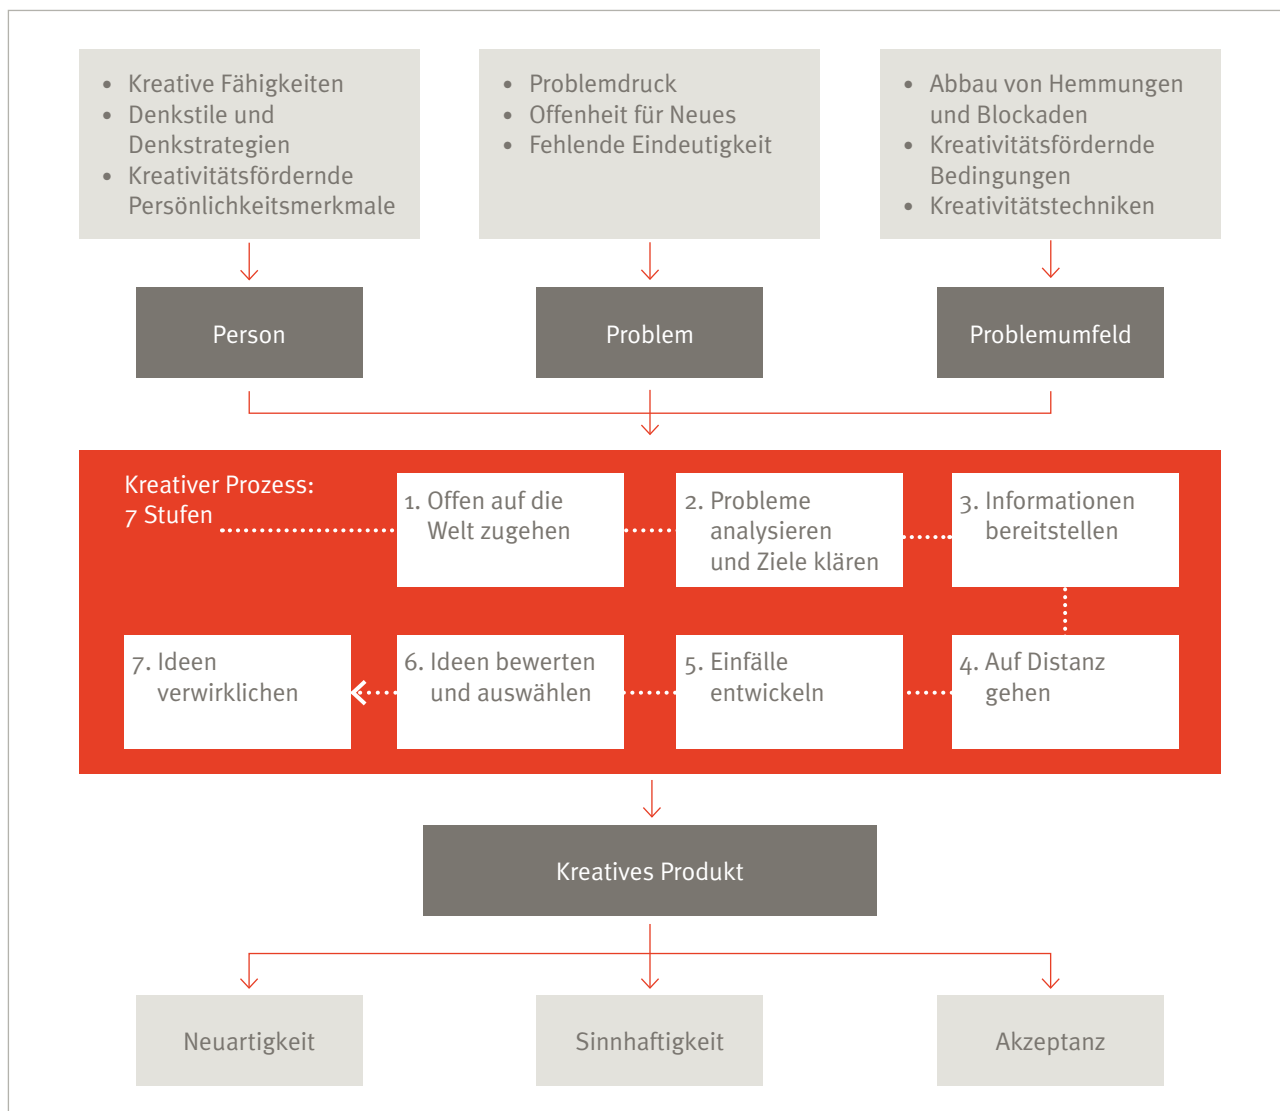 • Kreative Fähigkeiten
• Denkstile und
Denkstrategien
• Kreativitätsfördernde
Persönlichkeitsmerkmale
• Problemdruck
• Offenheit für Neues
• Fehlende Eindeutigkeit
• Abbau von Hemmungen
und Blockaden
• Kreativitätsfördernde
Bedingungen
• Kreativitätstechniken
Person
Problem
Problemumfeld
Kreativer Prozess:
7 Stufen
1. Offen auf die
Welt zugehen
2. Probleme
analysieren
und Ziele klären
3. Informationen
bereitstellen
4. Auf Distanz
gehen
5. Einfälle
entwickeln
6. Ideen bewerten
und auswählen
7. Ideen
verwirklichen
Kreatives Produkt
Neuartigkeit
Sinnhaftigkeit
Akzeptanz